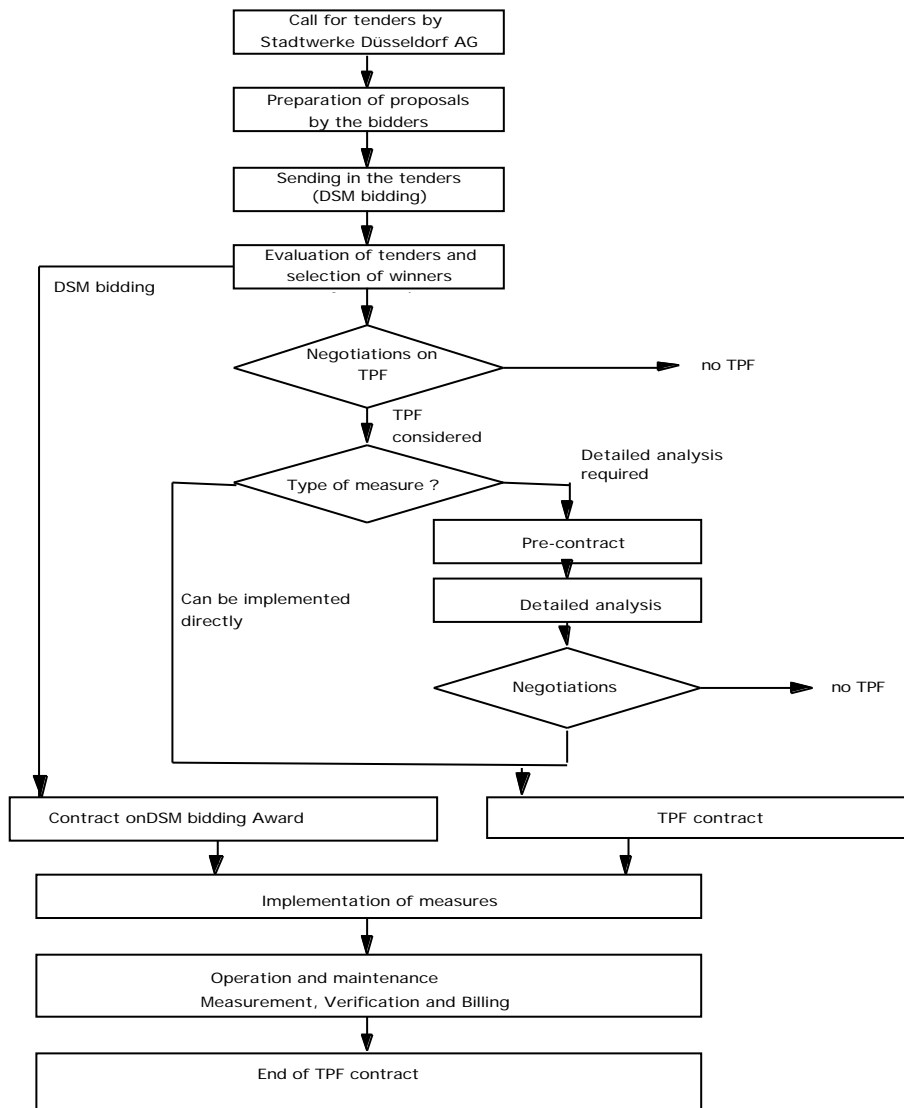 Call for tenders by
Stadtwerke Düsseldorf AG
Preparation of proposals
by the bidders
Sending in the tenders
(DSM bidding)
Evaluation of tenders and
selection of winners
DSM bidding
Negotiations on
TPF
no TPF
TPF
considered
Detailed analysis
required
Type of measure ?
Pre-contract
Can be implemented
directly
Detailed analysis
Negotiations
no TPF
Contract onDSM bidding Award
TPF contract
Implementation of measures
Operation and maintenance
Measurement, Verification and Billing
End of TPF contract